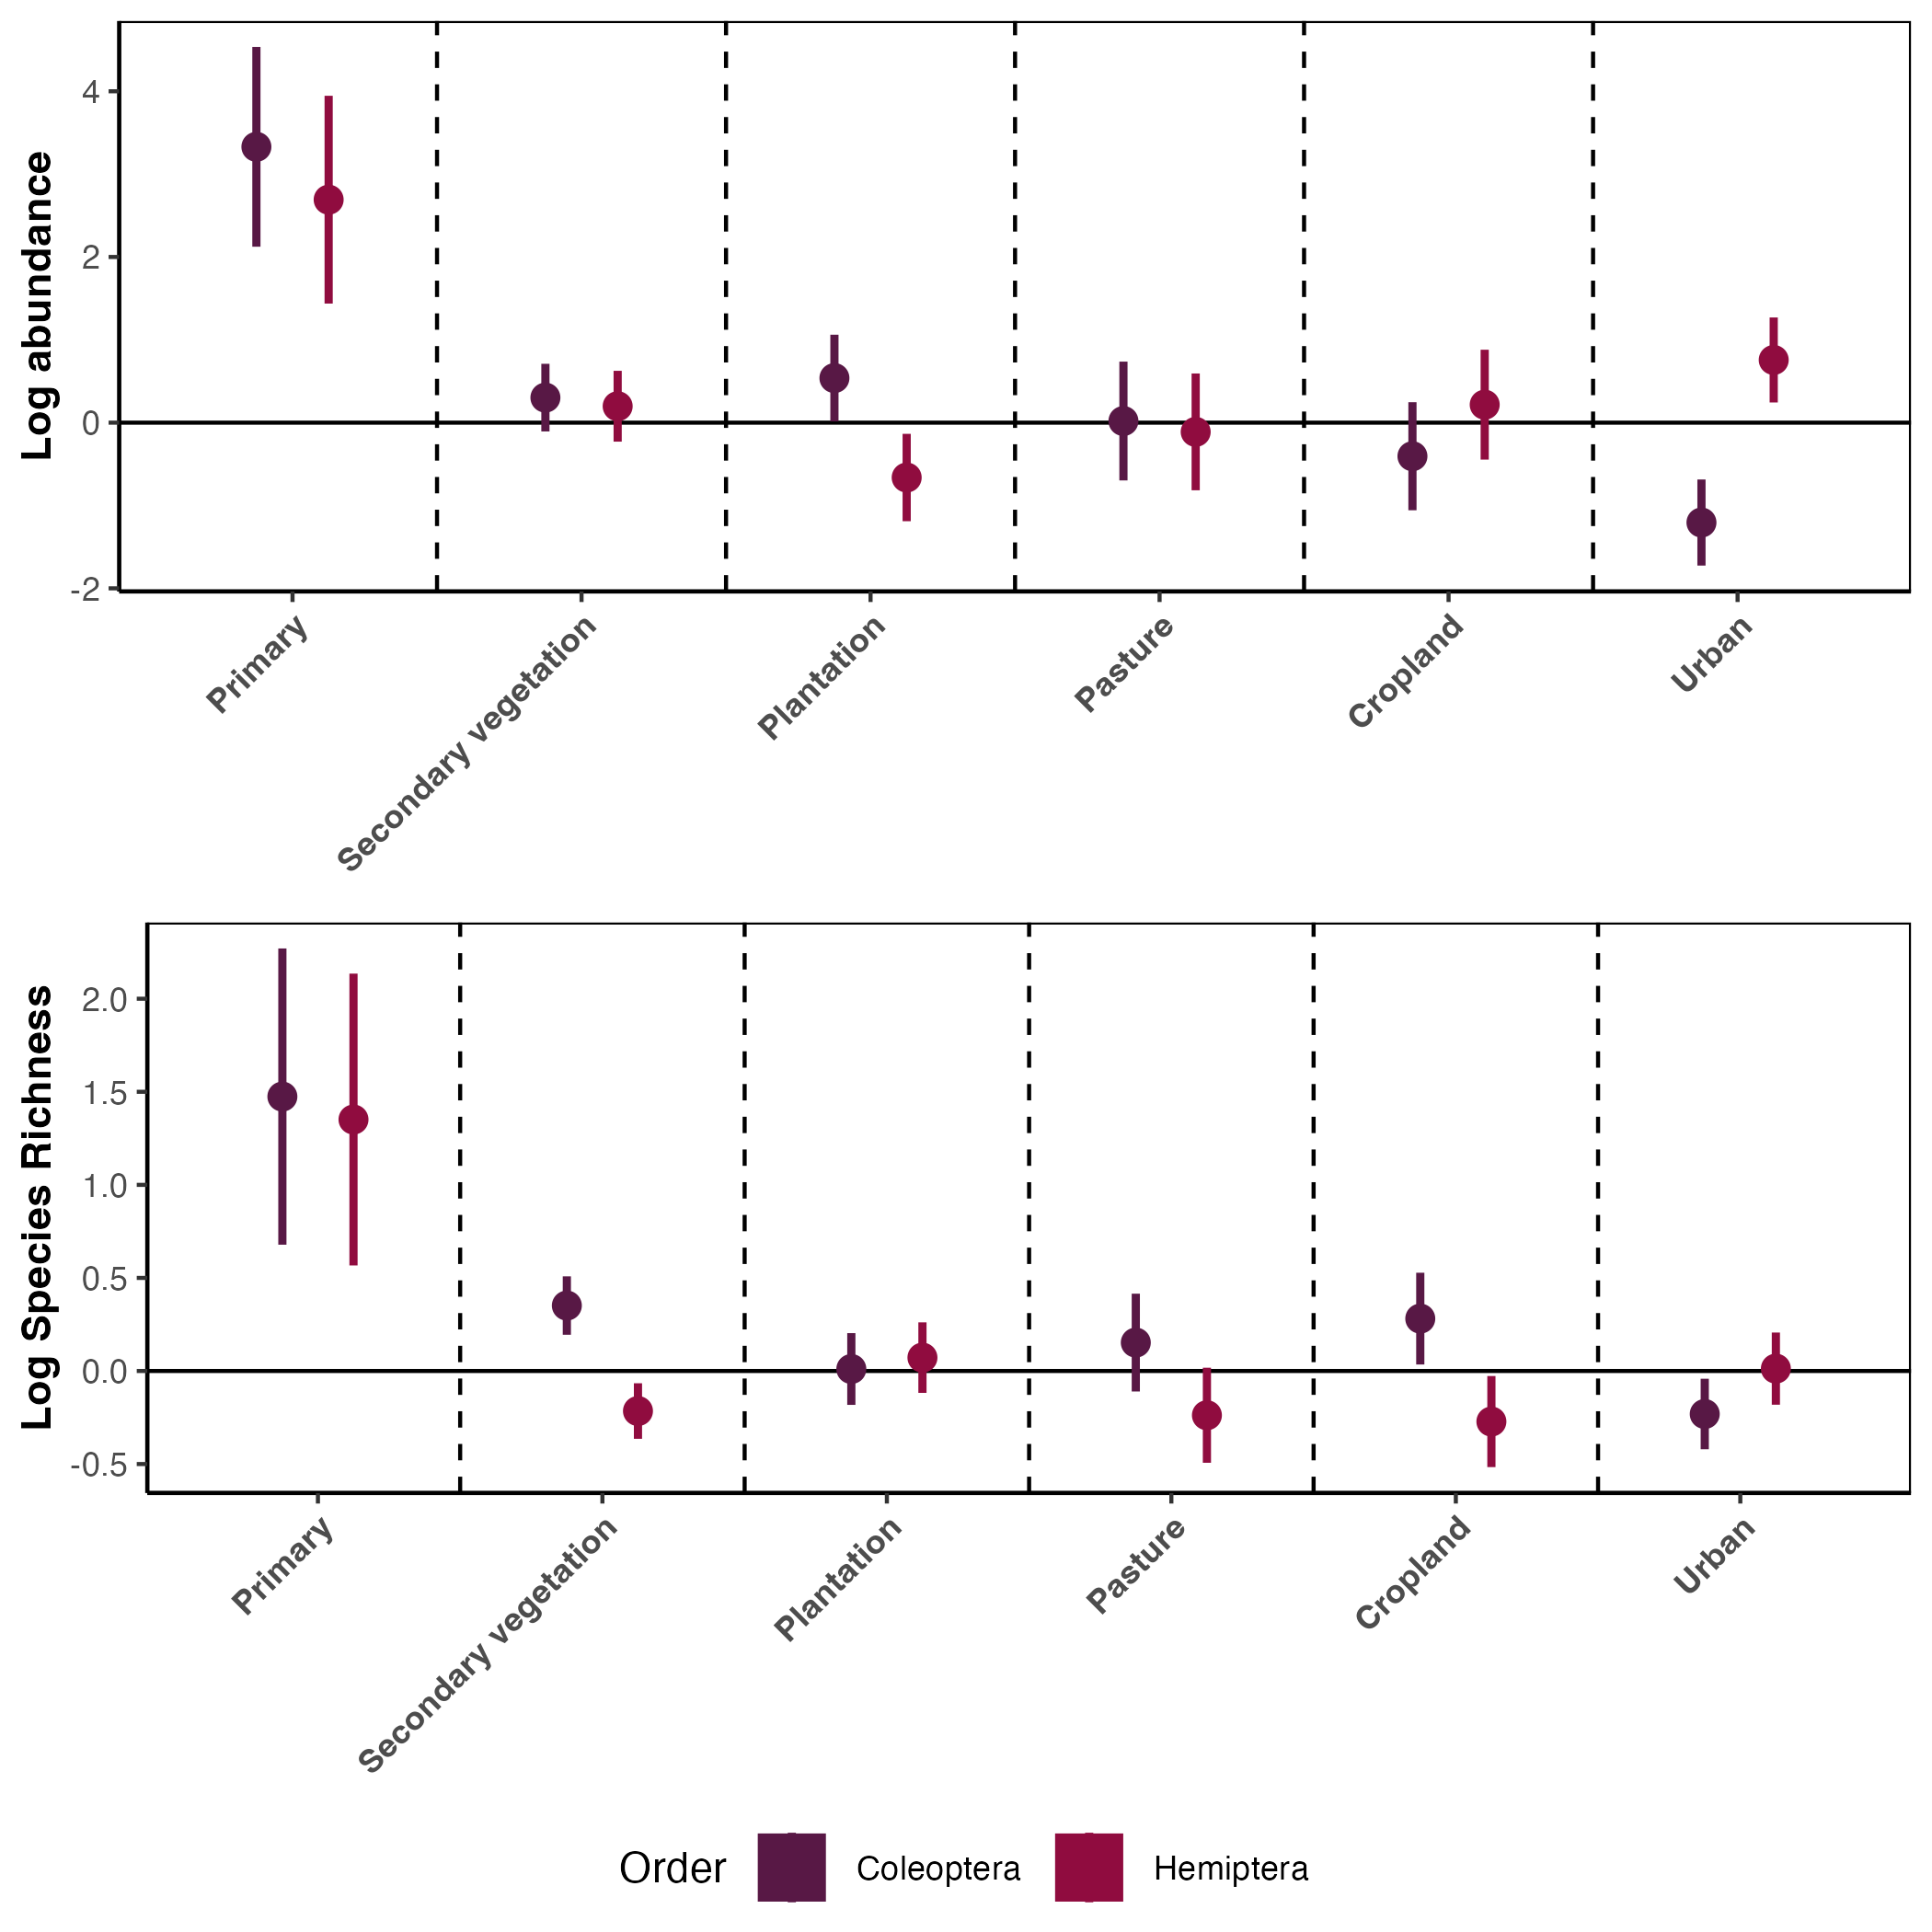 Log abundance
4
2
0
-2
Primary
Secondary vegetation
Plantation
Pasture
Cropland
Urban
Log Species Richness
2.0
1.5
1.0
0.5
0.0
-0.5
Primary
Secondary vegetation
Plantation
Pasture
Cropland
Urban
Order Coleoptera Hemiptera